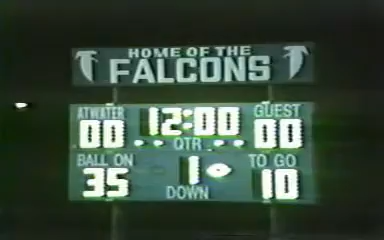 HOME OF THE
FALCONS
ATWATER 12:00 GUEST
00 QTR 00
BALL ON 1 TO GO
35 DOWN 10